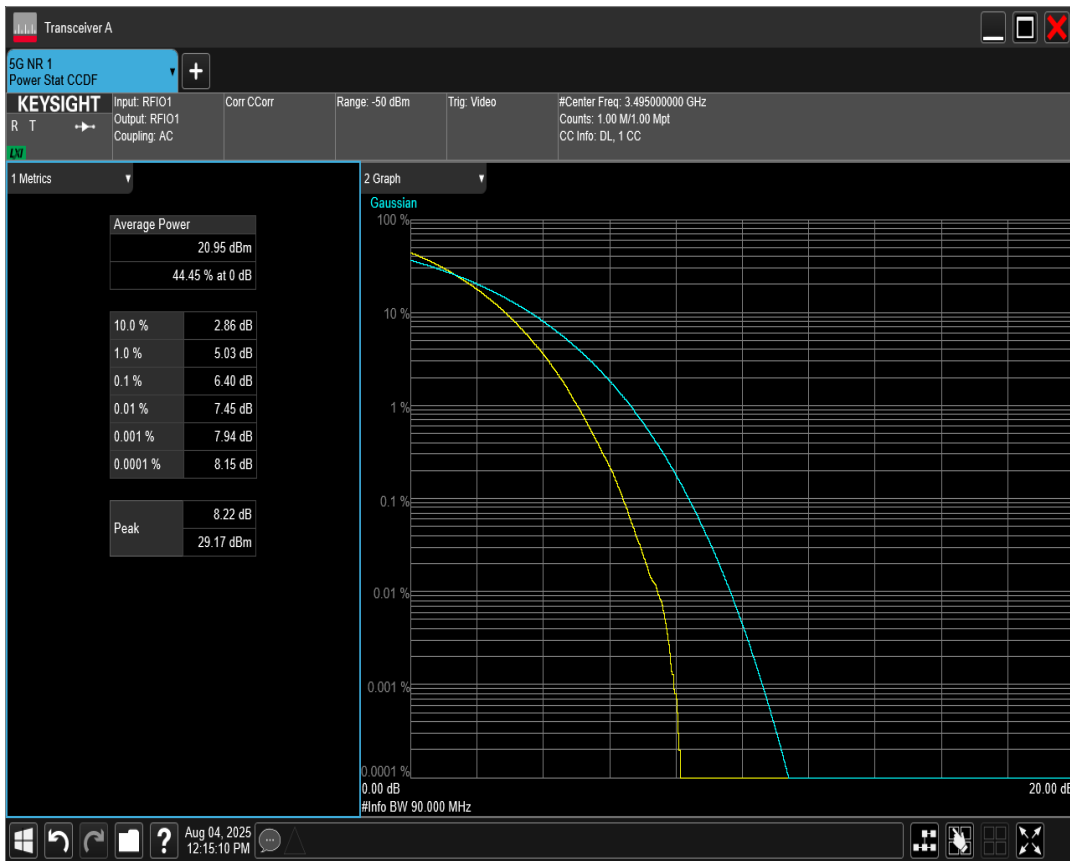 Transceiver A
5G NR 1
Power Stat CCDF
+
KEYSIGHT
R T
LXI
Input: RFIO1
Output: RFIO1
Coupling: AC
Corr CCorr
Range: -50 dBm
Trig: Video
#Center Freq: 3.495000000 GHz
Counts: 1.00 M/1.00 Mpt
CC Info: DL, 1 CC
1 Metrics
Average Power
20.95 dBm
44.45 % at 0 dB
10.0 % 2.86 dB
1.0 % 5.03 dB
0.1 % 6.40 dB
0.01 % 7.45 dB
0.001 % 7.94 dB
0.0001 % 8.15 dB
Peak
8.22 dB
29.17 dBm
2 Graph
Gaussian
100 %
10 %
1 %
0.1 %
0.01 %
0.001 %
0.0001 %
0.00 dB 20.00 dB
#Info BW 90.000 MHz
?
Aug 04, 2025
12:15:10 PM